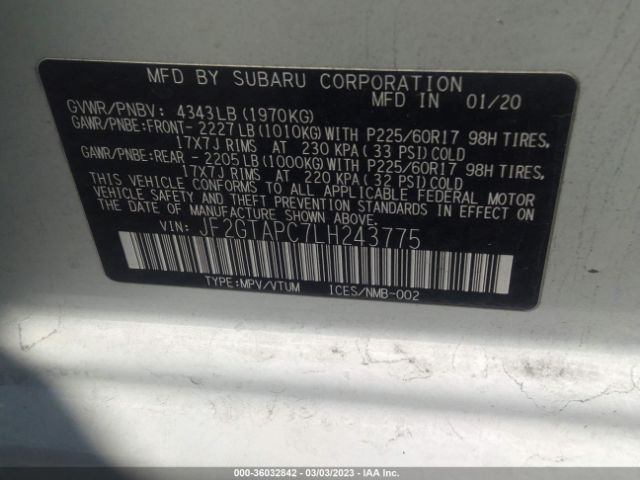 MFD BY SUBARU CORPORATION
MFD IN 01/20
GVWR/PNBV: 4343LB (1970KG)
GAWR/PNBE:FRONT- 2227LB(1010KG)WITH P225/60R17 98H TIRES,
17X7J RIMS AT 230 KPA(33 PSI)COLD
GAWR/PNBE:REAR - 2205LB(1000KG)WITH P225/60R17 98H TIRES,
17X7J RIMS AT 220 KPA(32 PSI)COLD
THIS VEHICLE CONFORMS TO ALL APPLICABLE FEDERAL MOTOR
VEHICLE SAFETY AND THEFT PREVENTION STANDARDS IN EFFECT ON
THE DATE OF MANUFACTURE SHOWN ABOVE.
VIN: JF2GTAPC7LH243775
TYPE:MPV/VTUM ICES/NMB-002
000-36032842 / 03/03/2023 - IAA Inc.